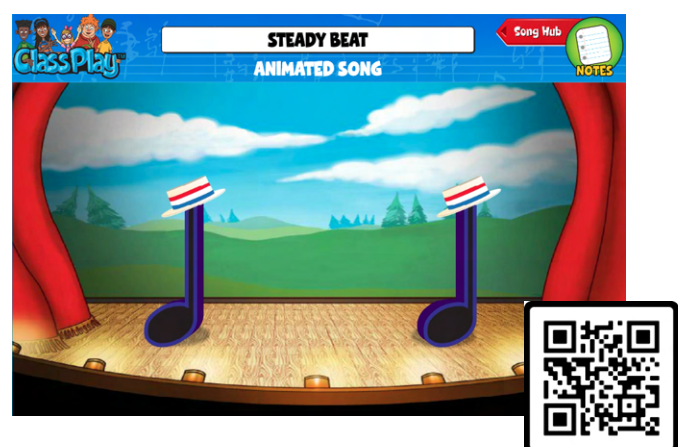 ClassPlay
STEADY BEAT
ANIMATED SONG
Song Hub
NOTES